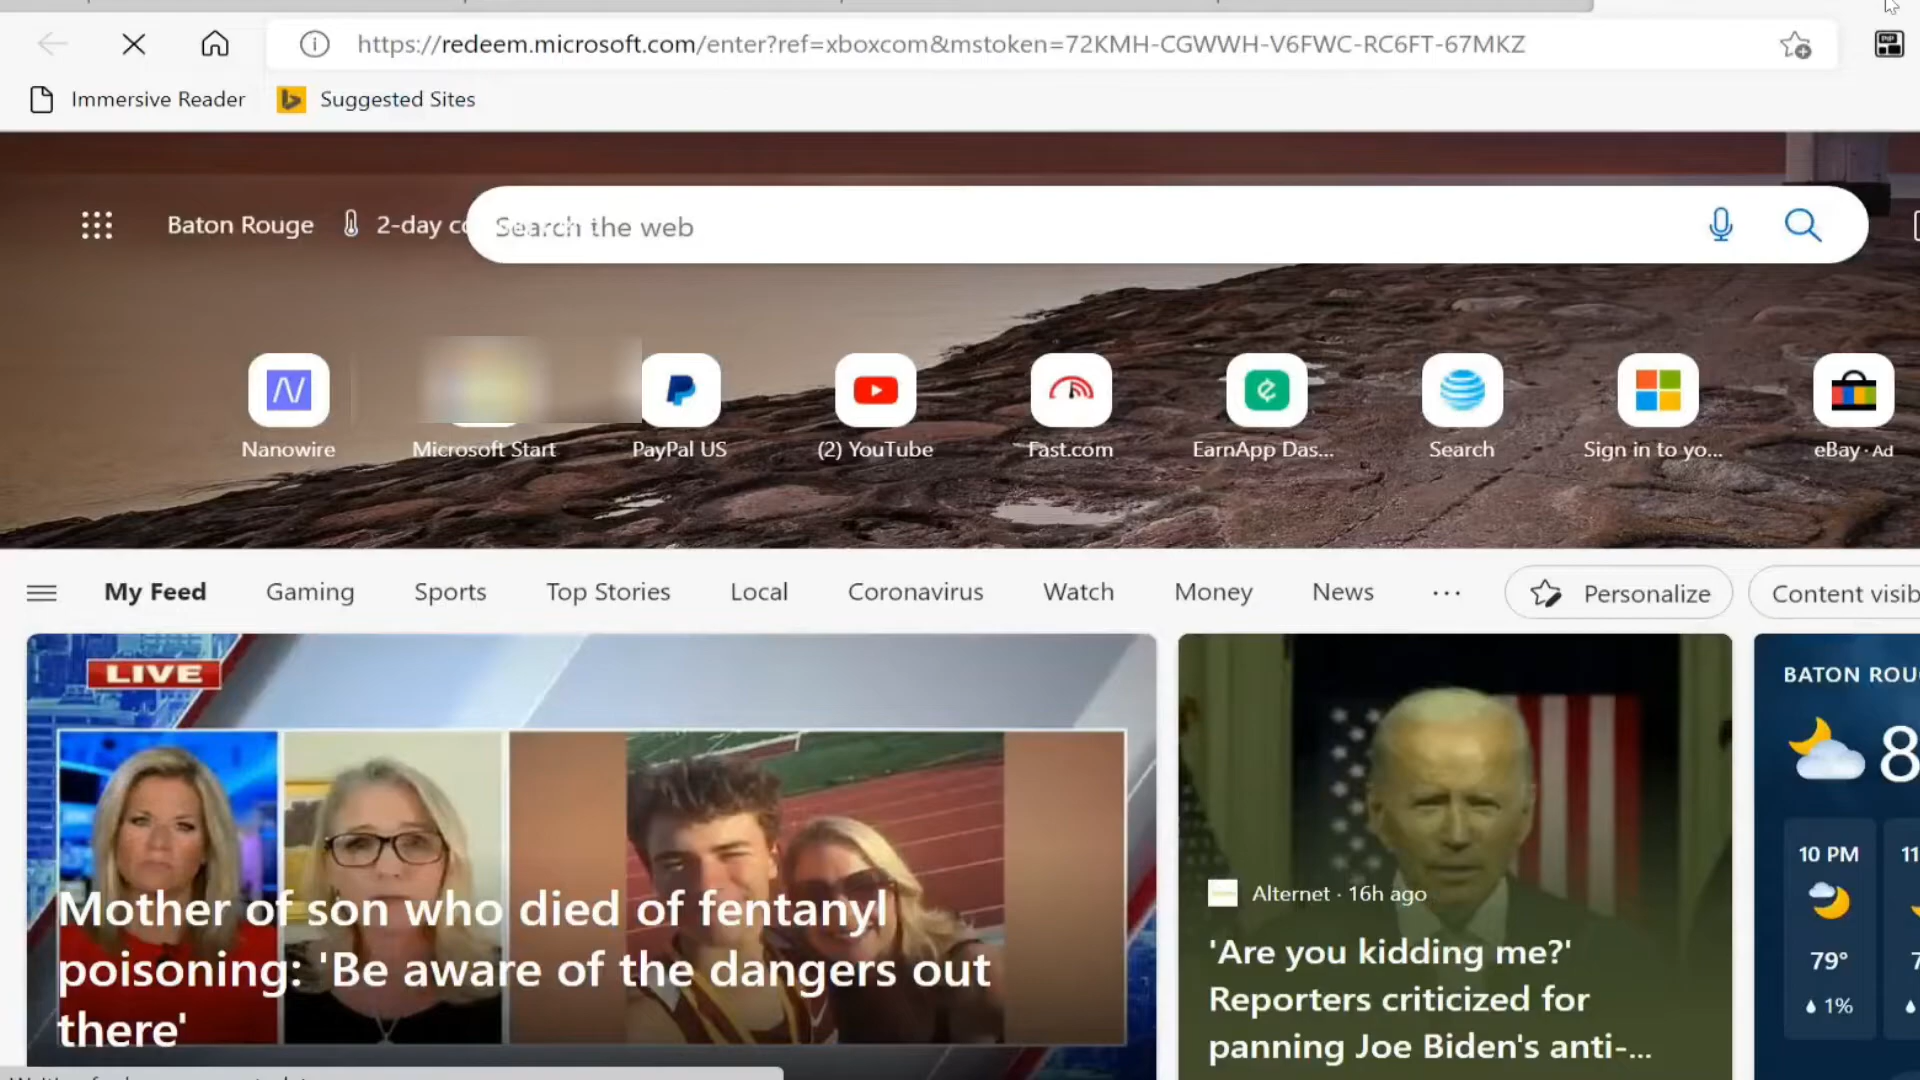 https://redeem.microsoft.com/enter?ref=xboxcom&mstoken=72KMH-CGWWH-V6FWC-RC6FT-67MKZ
Immersive Reader
Suggested Sites
Baton Rouge
2-day
Search the web
Nanowire
Microsoft Start
PayPal US
(2) YouTube
Fast.com
EarnApp Das...
Search
Sign in to yo...
eBay · Ad
My Feed
Gaming
Sports
Top Stories
Local
Coronavirus
Watch
Money
News
...
Personalize
Content visib
LIVE
Mother of son who died of fentanyl
poisoning: 'Be aware of the dangers out
there'
Alternet · 16h ago
'Are you kidding me?'
Reporters criticized for
panning Joe Biden's anti-...
BATON ROU
8
10 PM
11
79°
7
1%